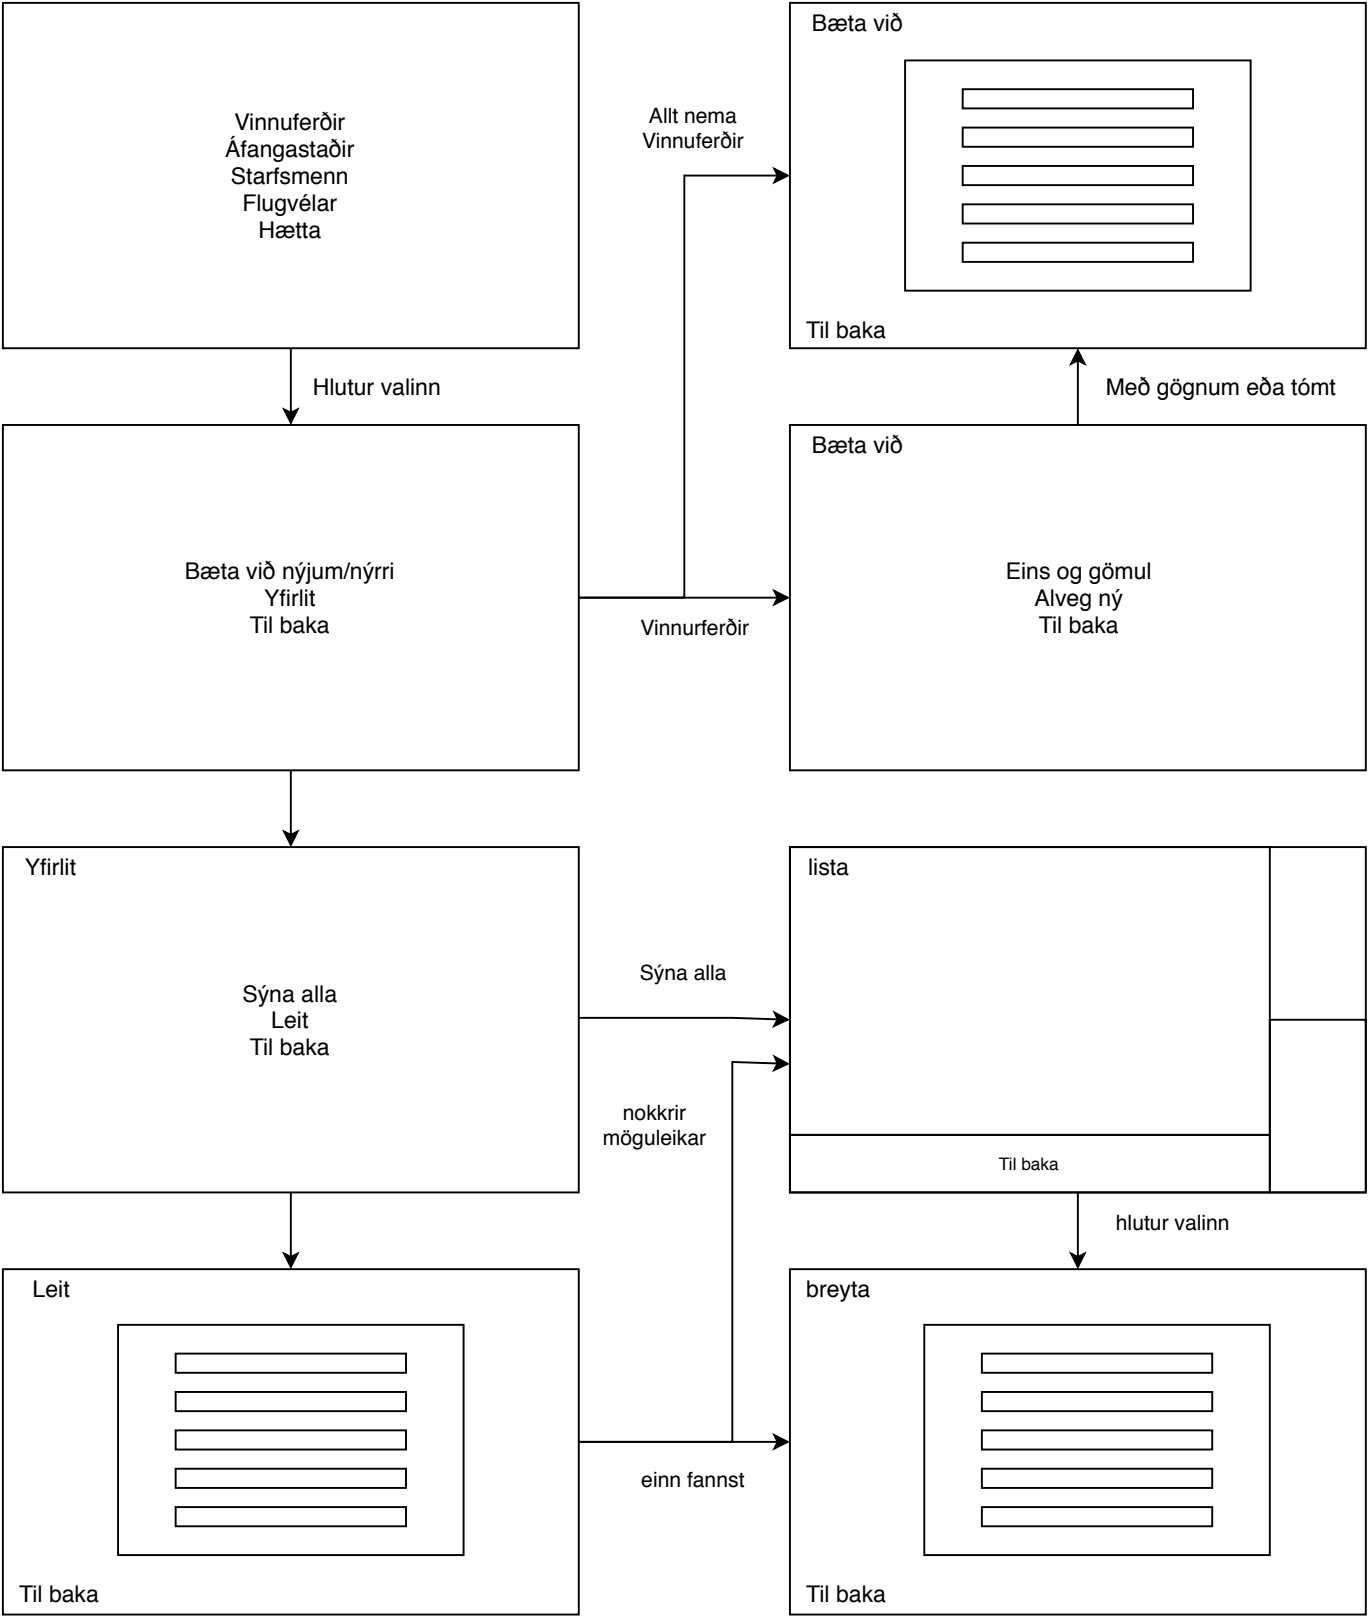 Vinnuferðir
Áfangastaðir
Starfsmenn
Flugvélar
Hætta
Allt nema
Vinnuferðir
Bæta við
Til baka
Hlutur valinn
Með gögnum eða tómt
Bæta við nýjum/nýrri
Yfirlit
Til baka
Vinnurferðir
Bæta við
Eins og gömul
Alveg ný
Til baka
Yfirlit
Sýna alla
Leit
Til baka
Sýna alla
nokkrir
möguleikar
lista
Til baka
hlutur valinn
Leit
Til baka
einn fannst
breyta
Til baka